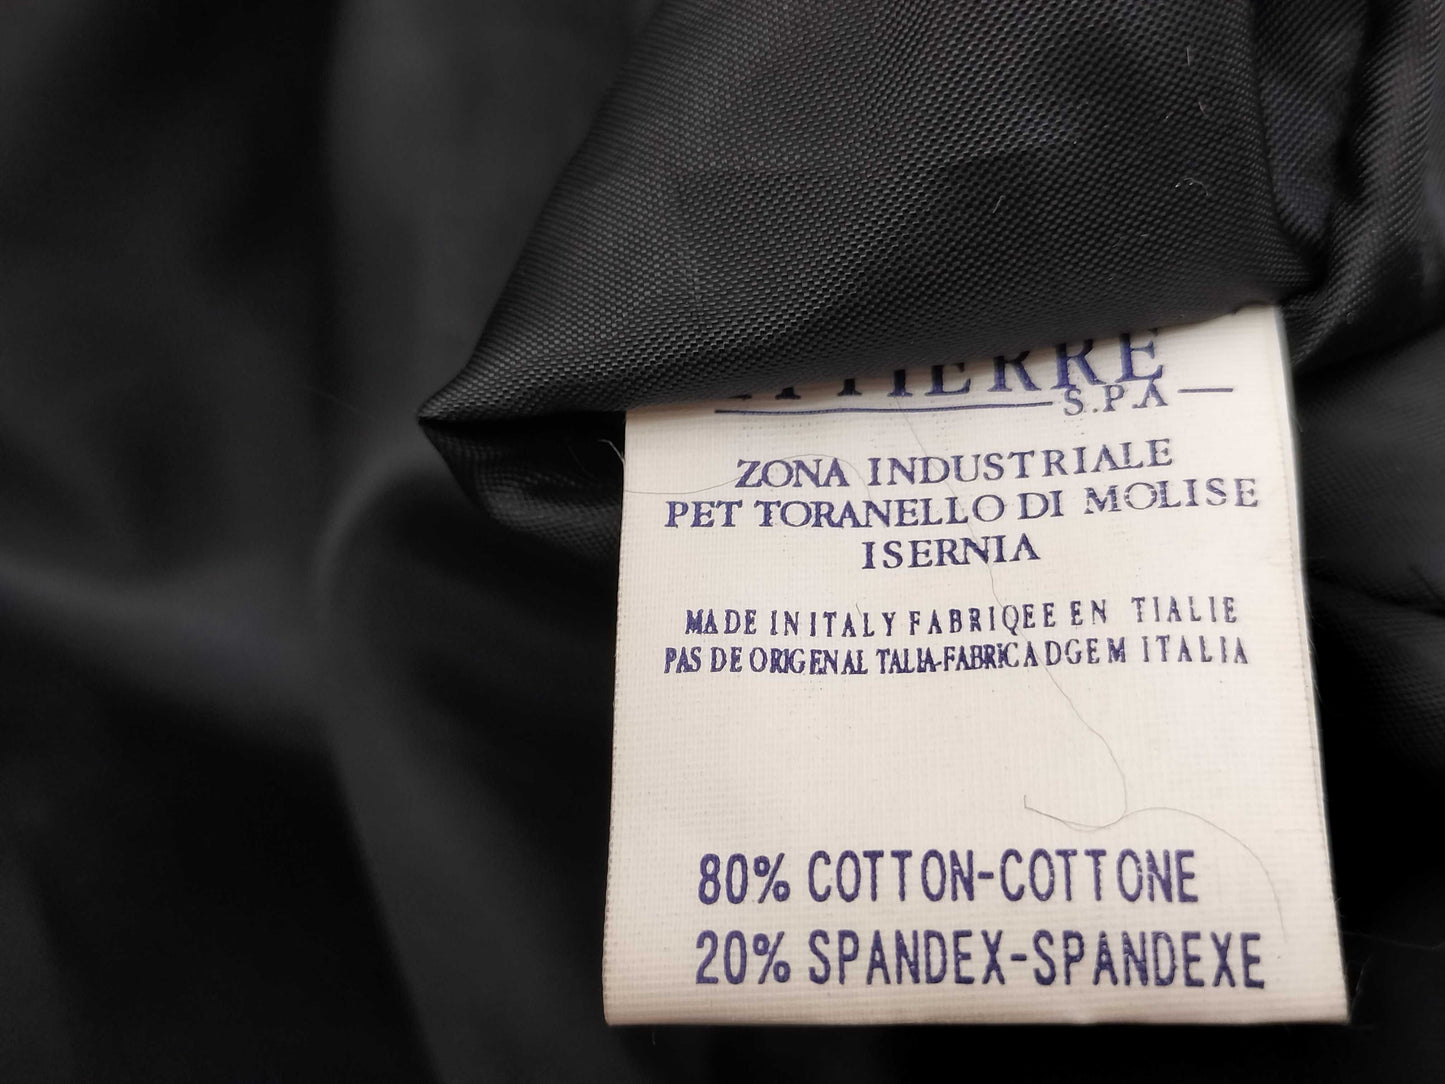 S.P.A
ZONA INDUSTRIALE
PET TORANELLO DI MOLISE
ISERNIA
MADE IN ITALY FABRIQEE EN TIALIE
PAS DE ORIGENAL TALIA-FABRICADGEM ITALIA
80% COTTON-COTTONE
20% SPANDEX-SPANDEXE